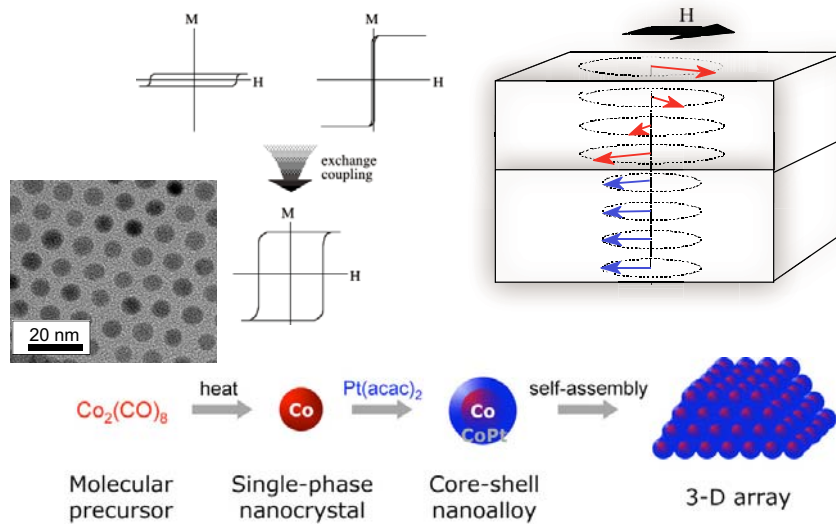 M
H
M
H
H
exchange
coupling
M
H
20 nm
Co₂(CO)₈
heat
Co
Pt(acac)₂
Co
CoPt
self-assembly
Molecular
precursor
Single-phase
nanocrystal
Core-shell
nanoalloy
3-D array